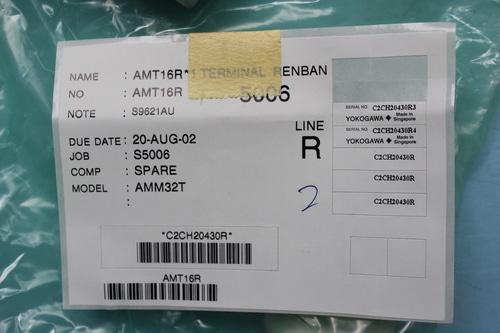 NAME : AMT16R*1 TERMINAL RENBAN
NO : AMT16R 5006
NOTE : S9621AU
DUE DATE : 20-AUG-02
JOB : S5006
COMP : SPARE
MODEL : AMM32T
:
LINE
R
2
SERIAL NO. C2CH20430R3
YOKOGAWA ◆ Made in Singapore
SERIAL NO. C2CH20430R4
YOKOGAWA ◆ Made in Singapore
C2CH20430R
C2CH20430R
C2CH20430R
*C2CH20430R*
AMT16R